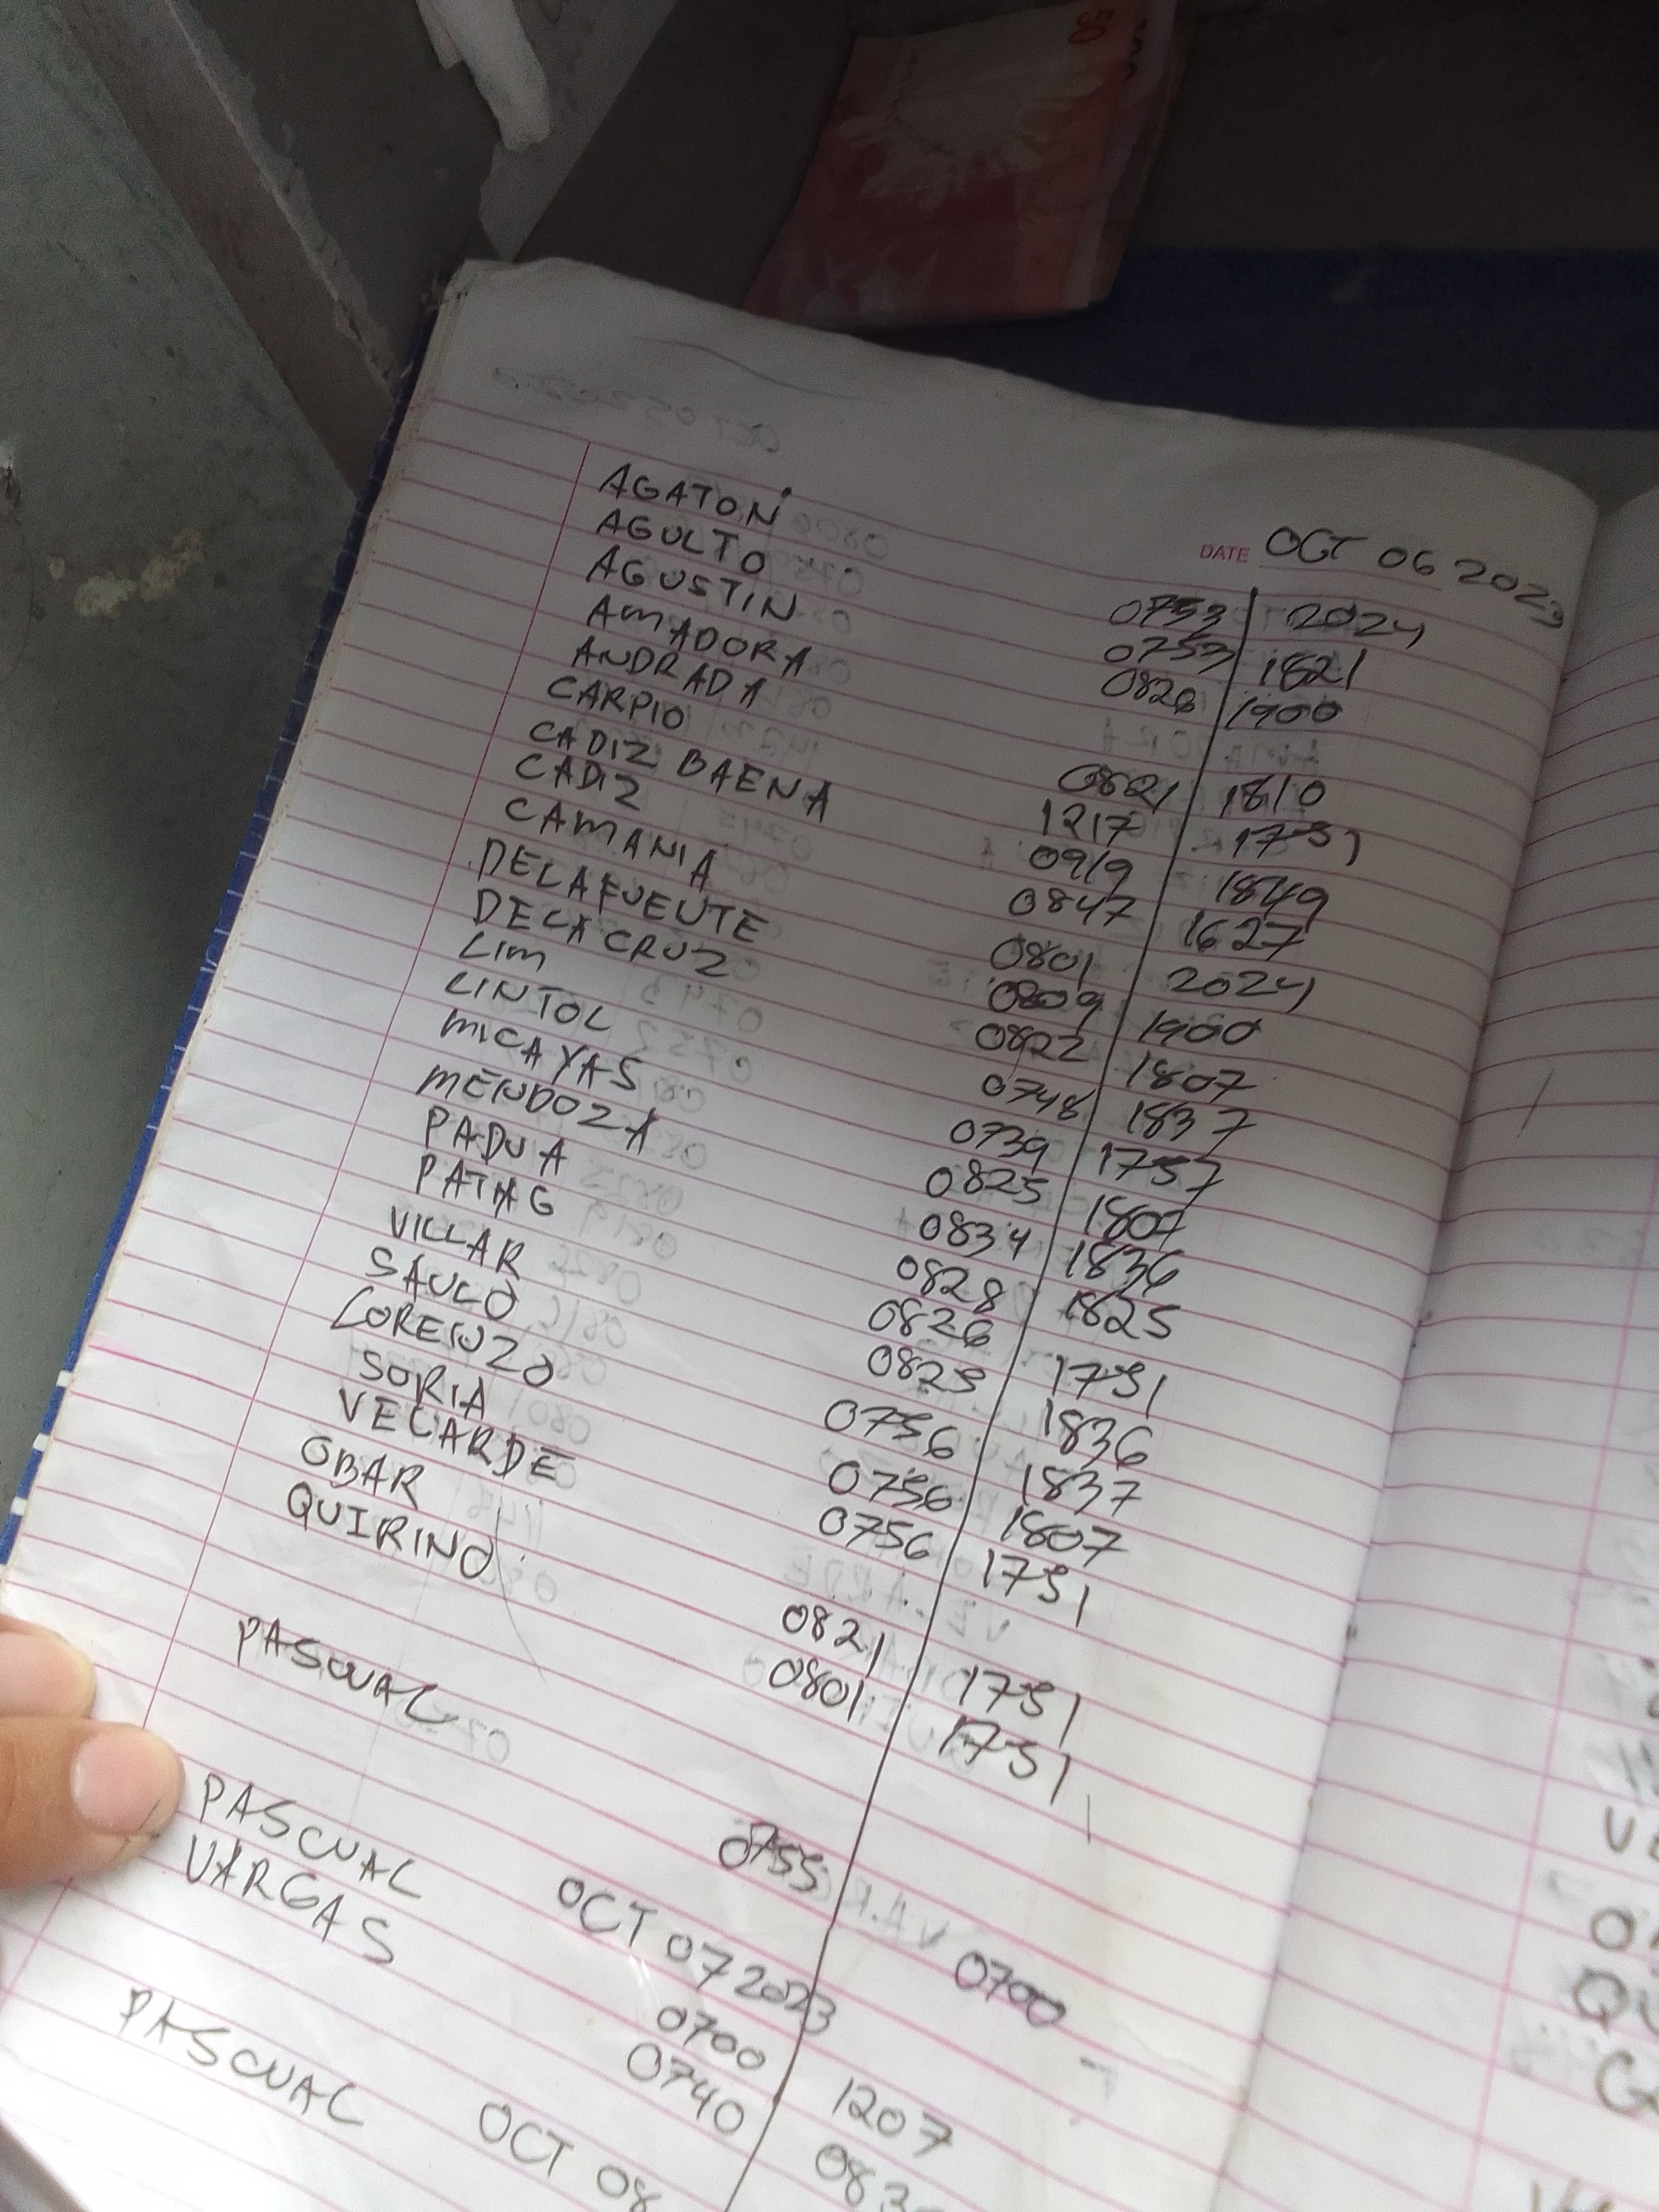 DATE OCT 06 2023
AGATON 0753 2024
AGULTO 0753 1821
AGUSTIN 0826 1900
AMADORA
ANDRADA 0821 1810
CARPIO 1217 1751
CADIZ BAENA 0919 1849
CADIZ 0847 1627
CAMANIA 0801 2024
DELAFUENTE 0809 1900
DELA CRUZ 0822 1807
LIM 0748 1837
LINTOL 0739 1757
MICAYAS 0825 1807
MENDOZA 0834 1836
PADUA 0828 1825
PATAG 0826 1751
VILLAR 0825 1836
SAULO 0756 1837
LORENZO 0756 1807
SORIA 0756 1751
VELARDE
OBAR 0821 1751
QUIRINO 0801 1751
PASCUAL 0755 0700
OCT 07 2023
PASCUAL 0700 1207
VARGAS 0740
OCT 08
PASCUAL